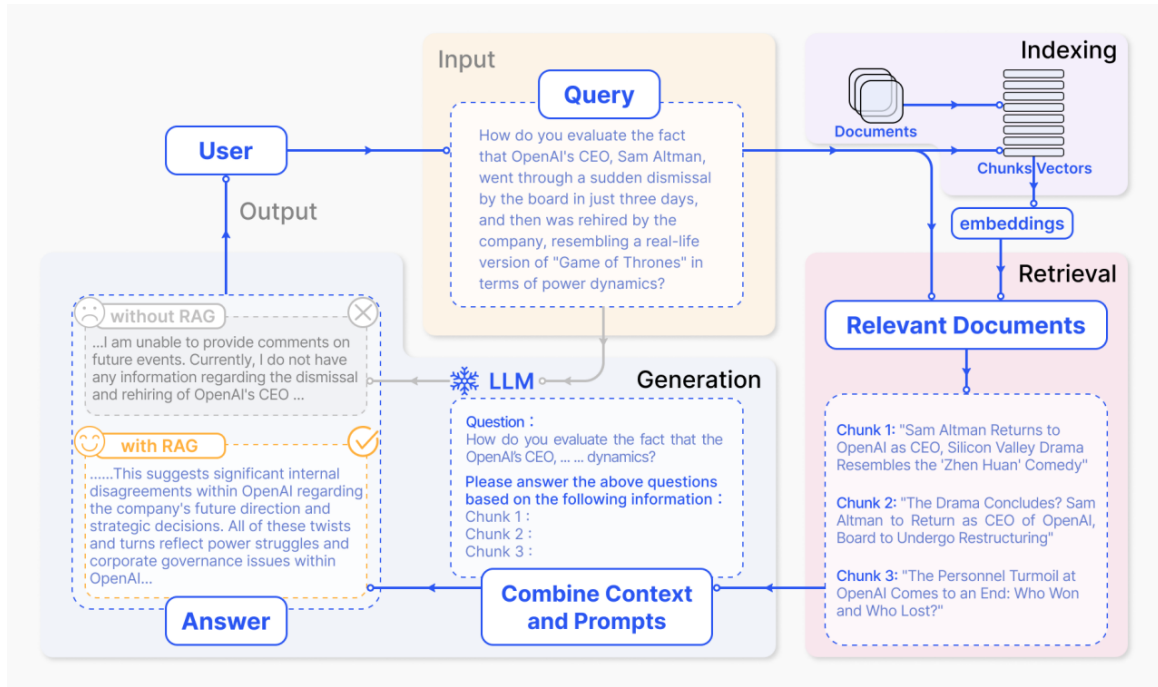 Input
Query
How do you evaluate the fact
that OpenAI's CEO, Sam Altman,
went through a sudden dismissal
by the board in just three days,
and then was rehired by the
company, resembling a real-life
version of "Game of Thrones" in
terms of power dynamics?
Indexing
Documents
Chunks Vectors
embeddings
User
Output
Retrieval
Relevant Documents
Chunk 1: "Sam Altman Returns to
OpenAI as CEO, Silicon Valley Drama
Resembles the 'Zhen Huan' Comedy"
Chunk 2: "The Drama Concludes? Sam
Altman to Return as CEO of OpenAI,
Board to Undergo Restructuring"
Chunk 3: "The Personnel Turmoil at
OpenAI Comes to an End: Who Won
and Who Lost?"
LLM
Generation
Question :
How do you evaluate the fact that the
OpenAI's CEO, ... ... dynamics?
Please answer the above questions
based on the following information :
Chunk 1 :
Chunk 2 :
Chunk 3 :
Combine Context
and Prompts
without RAG
...I am unable to provide comments on
future events. Currently, I do not have
any information regarding the dismissal
and rehiring of OpenAI's CEO ...
with RAG
......This suggests significant internal
disagreements within OpenAI regarding
the company's future direction and
strategic decisions. All of these twists
and turns reflect power struggles and
corporate governance issues within
OpenAI...
Answer